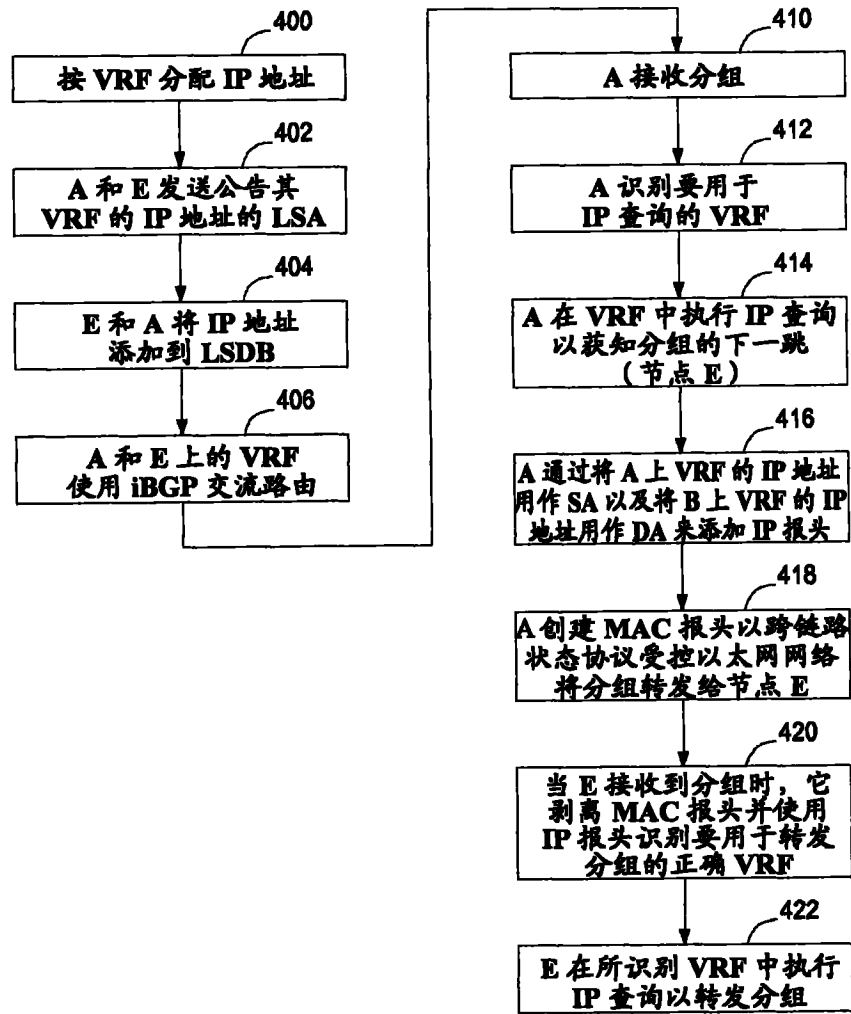 400
按 VRF 分配 IP 地址
402
A 和 E 发送公告其
VRF 的 IP 地址的 LSA
404
E 和 A 将 IP 地址
添加到 LSDB
406
A 和 E 上的 VRF
使用 iBGP 交流路由
410
A 接收分组
412
A 识别要用于
IP 查询的 VRF
414
A 在 VRF 中执行 IP 查询
以获知分组的下一跳
（节点 E）
416
A 通过将 A 上 VRF 的 IP 地址
用作 SA 以及将 B 上 VRF 的 IP
地址用作 DA 来添加 IP 报头
418
A 创建 MAC 报头以跨链路
状态协议受控以太网网络
将分组转发给节点 E
420
当 E 接收到分组时，它
剥离 MAC 报头并使用
IP 报头识别要用于转发
分组的正确 VRF
422
E 在所识别 VRF 中执行
IP 查询以转发分组